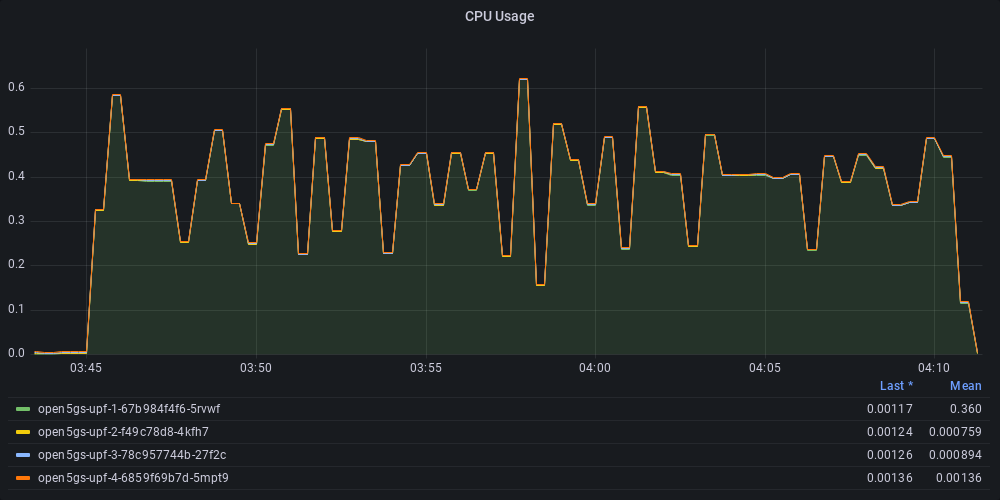 CPU Usage
0.6
0.5
0.4
0.3
0.2
0.1
0.0
03:45 03:50 03:55 04:00 04:05 04:10
Last * Mean
open5gs-upf-1-67b984f4f6-5rvwf 0.00117 0.360
open5gs-upf-2-f49c78d8-4kfh7 0.00124 0.000759
open5gs-upf-3-78c957744b-27f2c 0.00126 0.000894
open5gs-upf-4-6859f69b7d-5mpt9 0.00136 0.00136